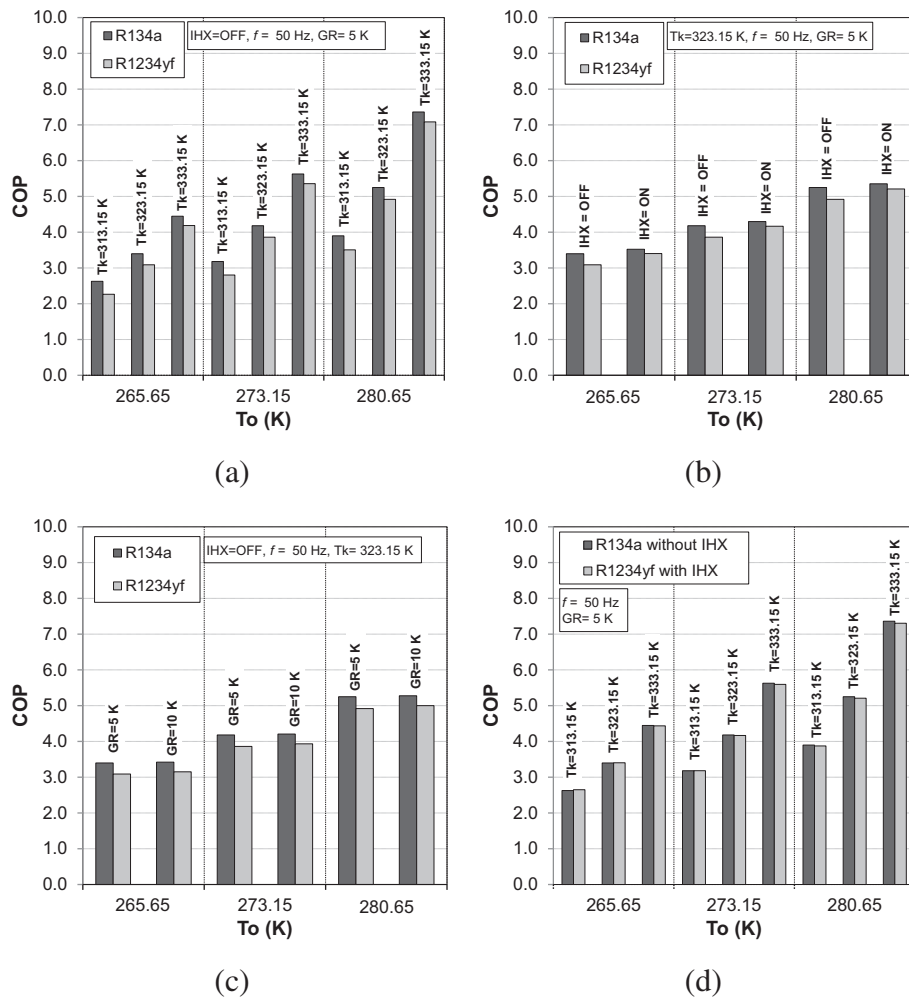 10.0
9.0
8.0
7.0
6.0
5.0
4.0
3.0
2.0
1.0
0.0
COP
R134a
R1234yf
IHX=OFF, f = 50 Hz, GR= 5 K
Tk=313.15 K
Tk=323.15 K
Tk=333.15 K
Tk=313.15 K
Tk=323.15 K
Tk=333.15 K
Tk=313.15 K
Tk=323.15 K
Tk=333.15 K
265.65
273.15
280.65
To (K)
(a)
10.0
9.0
8.0
7.0
6.0
5.0
4.0
3.0
2.0
1.0
0.0
COP
R134a
R1234yf
Tk=323.15 K, f = 50 Hz, GR= 5 K
IHX = OFF
IHX= ON
IHX = OFF
IHX= ON
IHX = OFF
IHX= ON
265.65
273.15
280.65
To (K)
(b)
10.0
9.0
8.0
7.0
6.0
5.0
4.0
3.0
2.0
1.0
0.0
COP
R134a
R1234yf
IHX=OFF, f = 50 Hz, Tk= 323.15 K
GR=5 K
GR=10 K
GR=5 K
GR=10 K
GR=5 K
GR=10 K
265.65
273.15
280.65
To (K)
(c)
10.0
9.0
8.0
7.0
6.0
5.0
4.0
3.0
2.0
1.0
0.0
COP
R134a without IHX
R1234yf with IHX
f = 50 Hz
GR= 5 K
Tk=313.15 K
Tk=323.15 K
Tk=333.15 K
Tk=313.15 K
Tk=323.15 K
Tk=333.15 K
Tk=313.15 K
Tk=323.15 K
Tk=333.15 K
265.65
273.15
280.65
To (K)
(d)